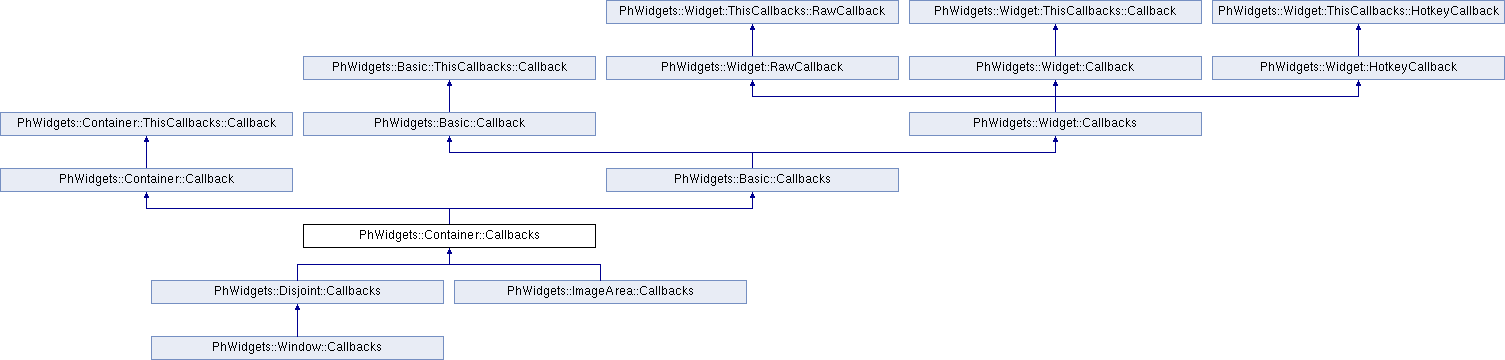 PhWidgets::Widget::ThisCallbacks::RawCallback
PhWidgets::Widget::ThisCallbacks::Callback
PhWidgets::Widget::ThisCallbacks::HotkeyCallback
PhWidgets::Basic::ThisCallbacks::Callback
PhWidgets::Widget::RawCallback
PhWidgets::Widget::Callback
PhWidgets::Widget::HotkeyCallback
PhWidgets::Container::ThisCallbacks::Callback
PhWidgets::Basic::Callback
PhWidgets::Widget::Callbacks
PhWidgets::Container::Callback
PhWidgets::Basic::Callbacks
PhWidgets::Container::Callbacks
PhWidgets::Disjoint::Callbacks
PhWidgets::ImageArea::Callbacks
PhWidgets::Window::Callbacks